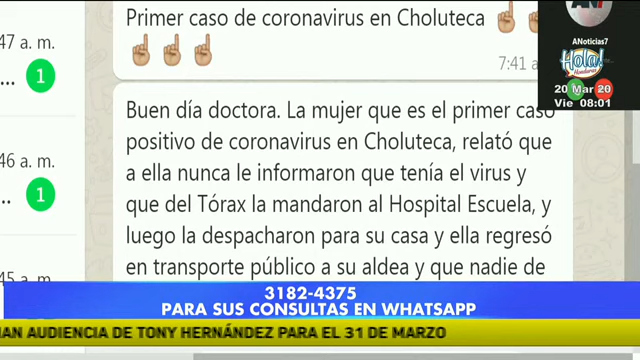 Primer caso de coronavirus en Choluteca
47 a. m.
7:41 a.
1
Buen día doctora. La mujer que es el primer caso
positivo de coronavirus en Choluteca, relató que
a ella nunca le informaron que tenía el virus y
que del Tórax la mandaron al Hospital Escuela, y
luego la despacharon para su casa y ella regresó
en transporte público a su aldea y que nadie de
46 a. m.
1
45 a. m.
ANoticias7
Hola!
Honduras
20 Mar 20
Vie 08:01
3182-4375
PARA SUS CONSULTAS EN WHATSAPP
AN AUDIENCIA DE TONY HERNÁNDEZ PARA EL 31 DE MARZO